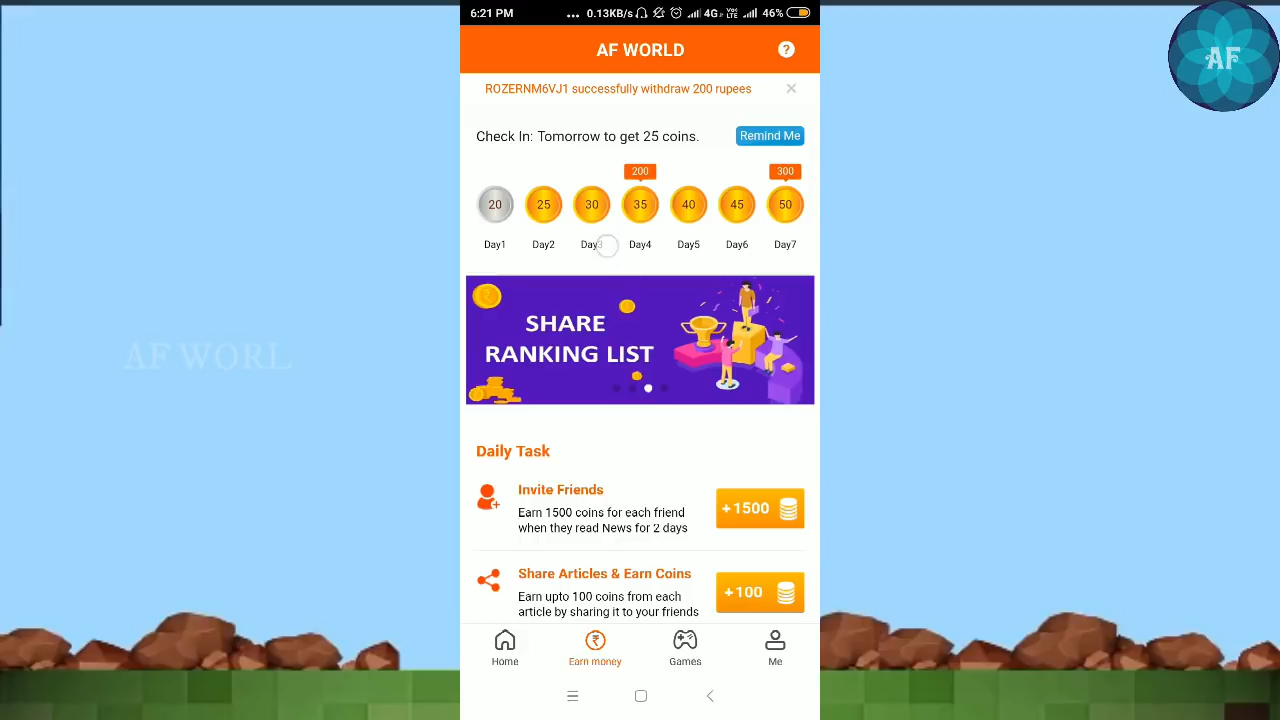 6:21 PM ... 0.13KB/s 4G VoLTE 46%
AF WORLD ?
AF
ROZERNM6VJ1 successfully withdraw 200 rupees
Check In: Tomorrow to get 25 coins. Remind Me
200 300
20 25 30 35 40 45 50
Day1 Day2 Day3 Day4 Day5 Day6 Day7
SHARE
RANKING LIST
AF WORL
Daily Task
Invite Friends
Earn 1500 coins for each friend
when they read News for 2 days
+1500
Share Articles & Earn Coins
Earn upto 100 coins from each
article by sharing it to your friends
+100
Home Earn money Games Me